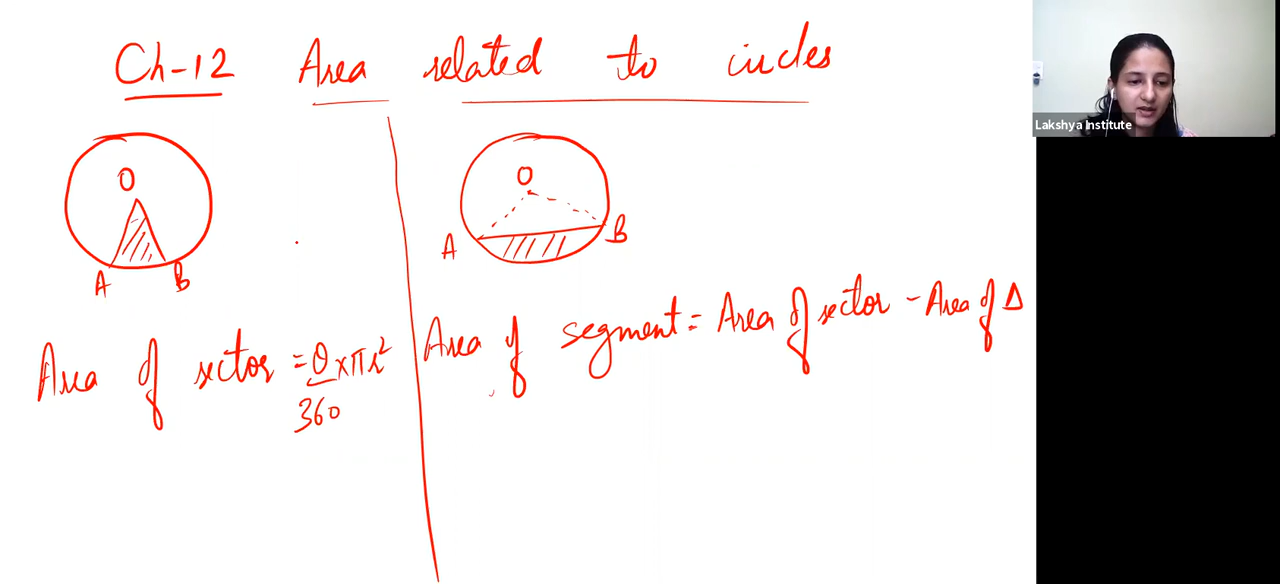 Ch-12 Area related to circles
O
A B
Area of sector = θ/360 × πr²
O
A B
Area of segment = Area of sector - Area of Δ
Lakshya Institute